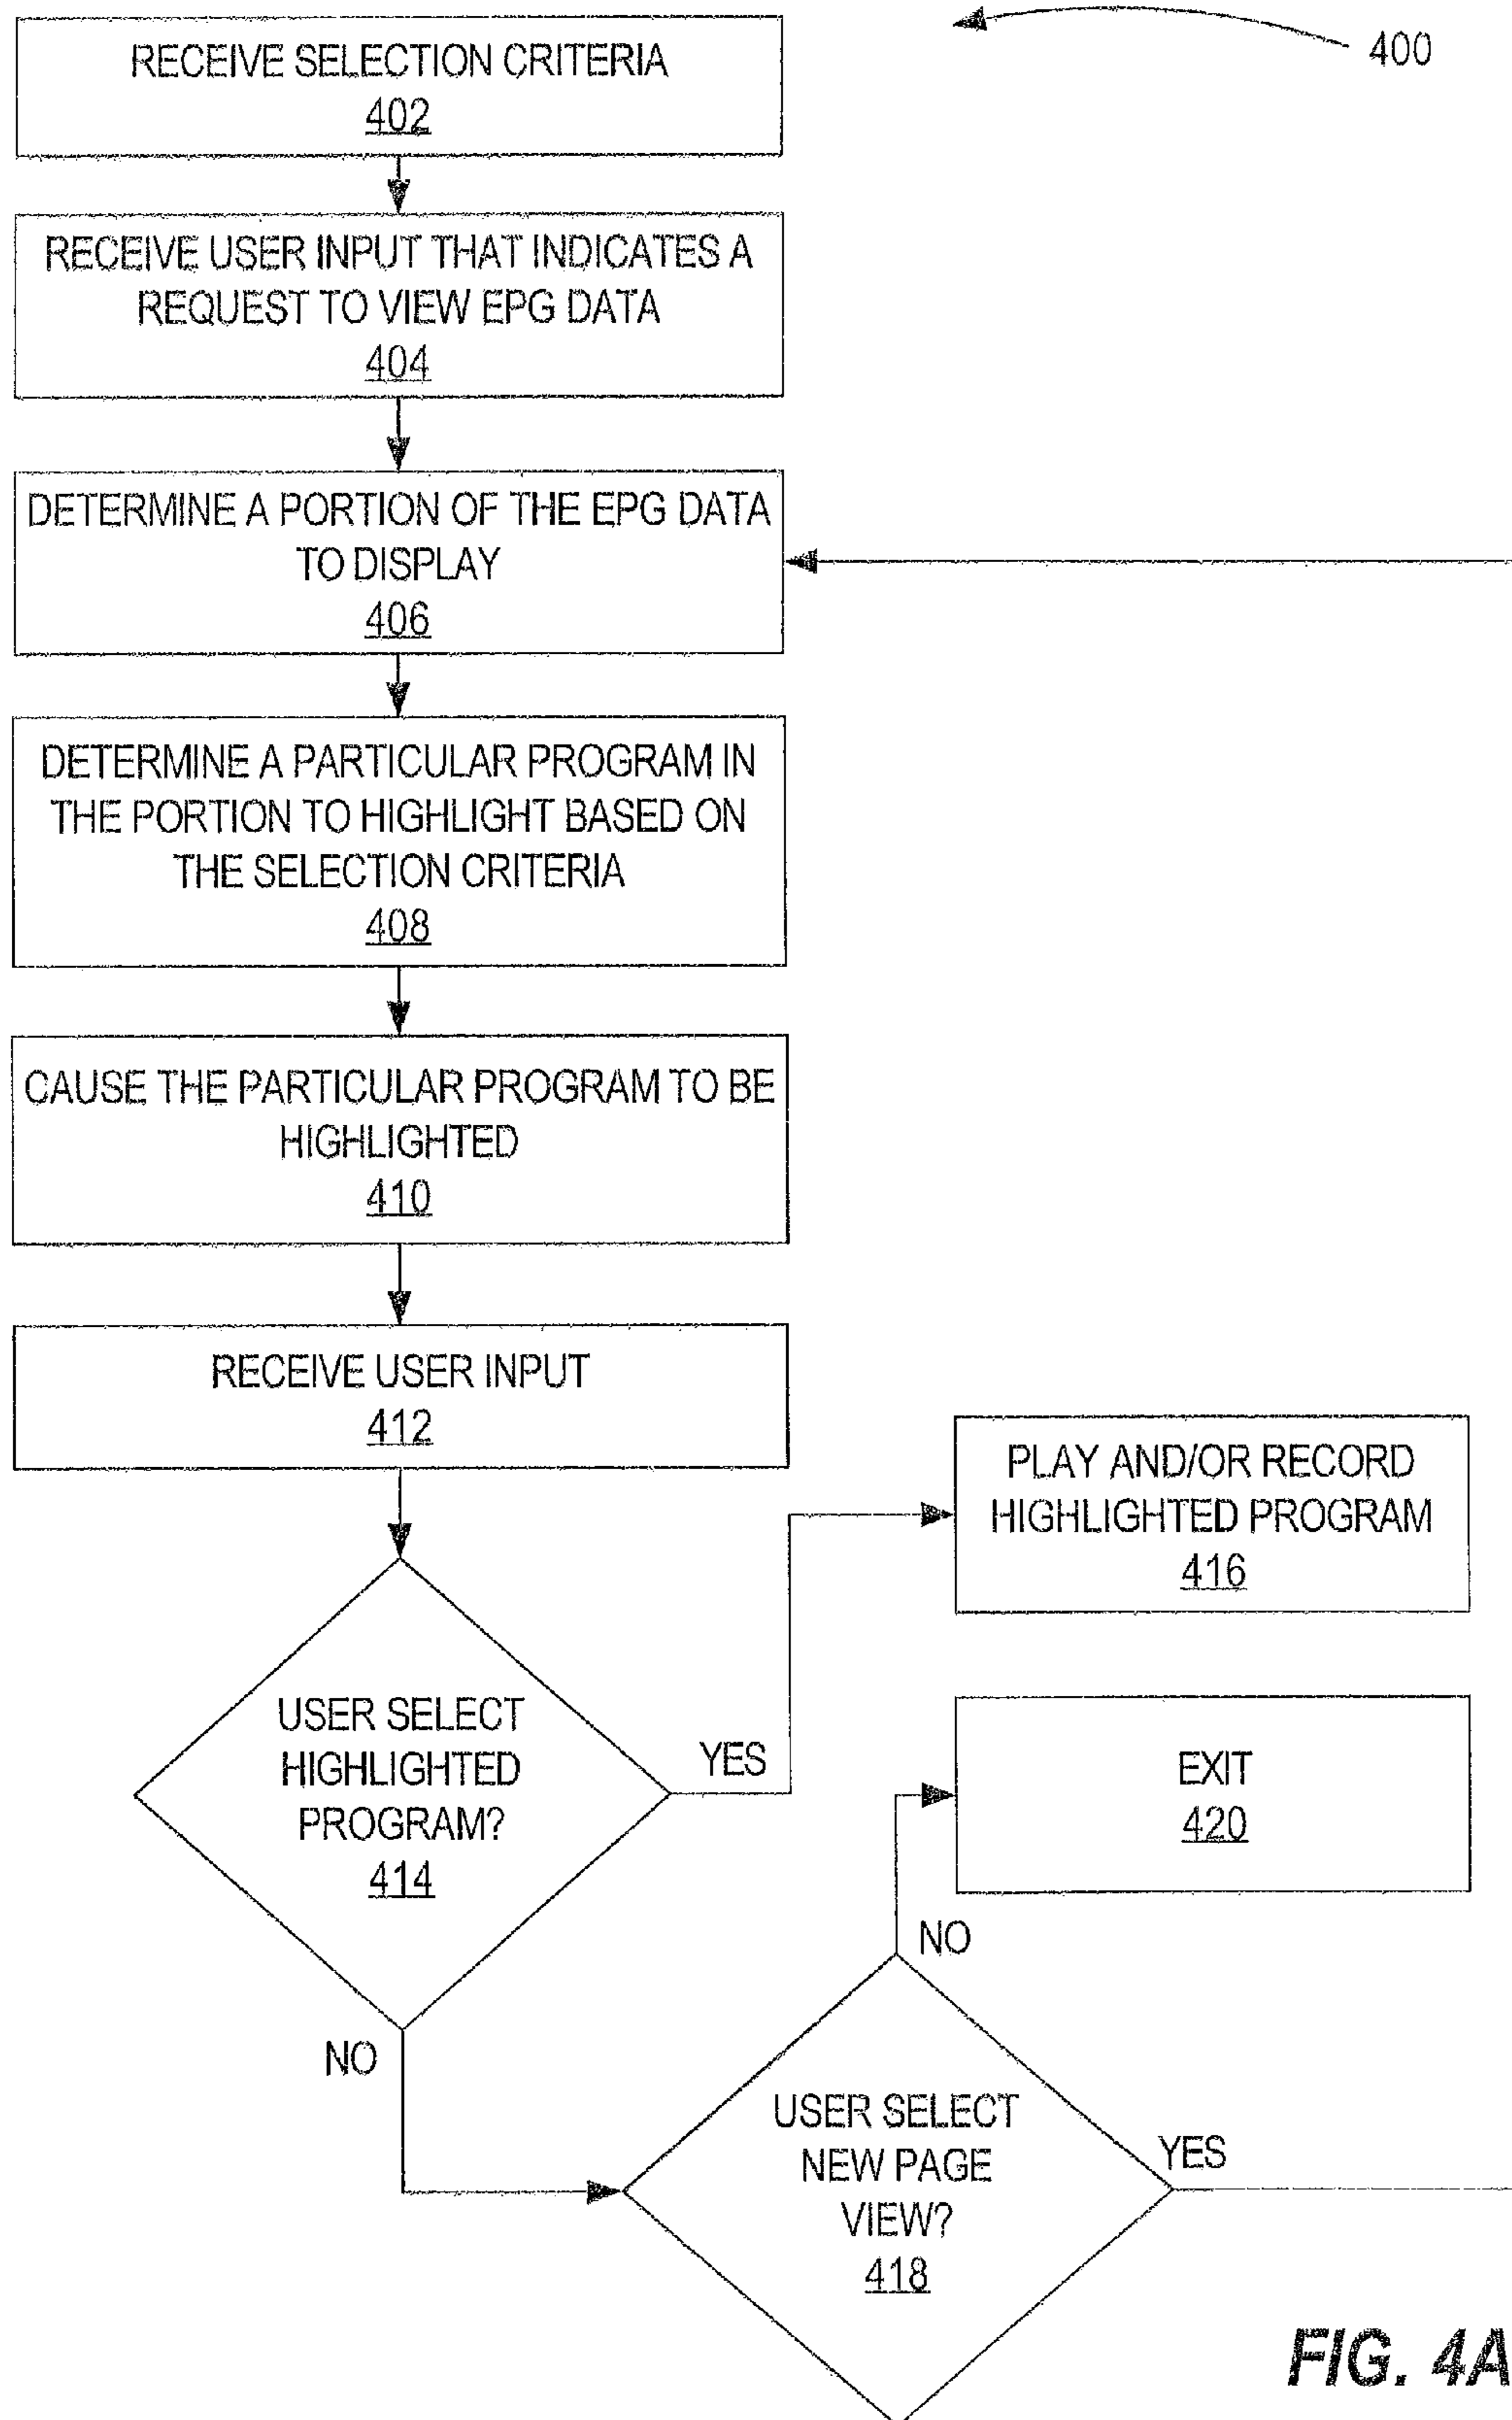 400
RECEIVE SELECTION CRITERIA
402
RECEIVE USER INPUT THAT INDICATES A
REQUEST TO VIEW EPG DATA
404
DETERMINE A PORTION OF THE EPG DATA
TO DISPLAY
406
DETERMINE A PARTICULAR PROGRAM IN
THE PORTION TO HIGHLIGHT BASED ON
THE SELECTION CRITERIA
408
CAUSE THE PARTICULAR PROGRAM TO BE
HIGHLIGHTED
410
RECEIVE USER INPUT
412
USER SELECT
HIGHLIGHTED
PROGRAM?
414
YES
PLAY AND/OR RECORD
HIGHLIGHTED PROGRAM
416
NO
USER SELECT
NEW PAGE
VIEW?
418
NO
EXIT
420
YES
FIG. 4A